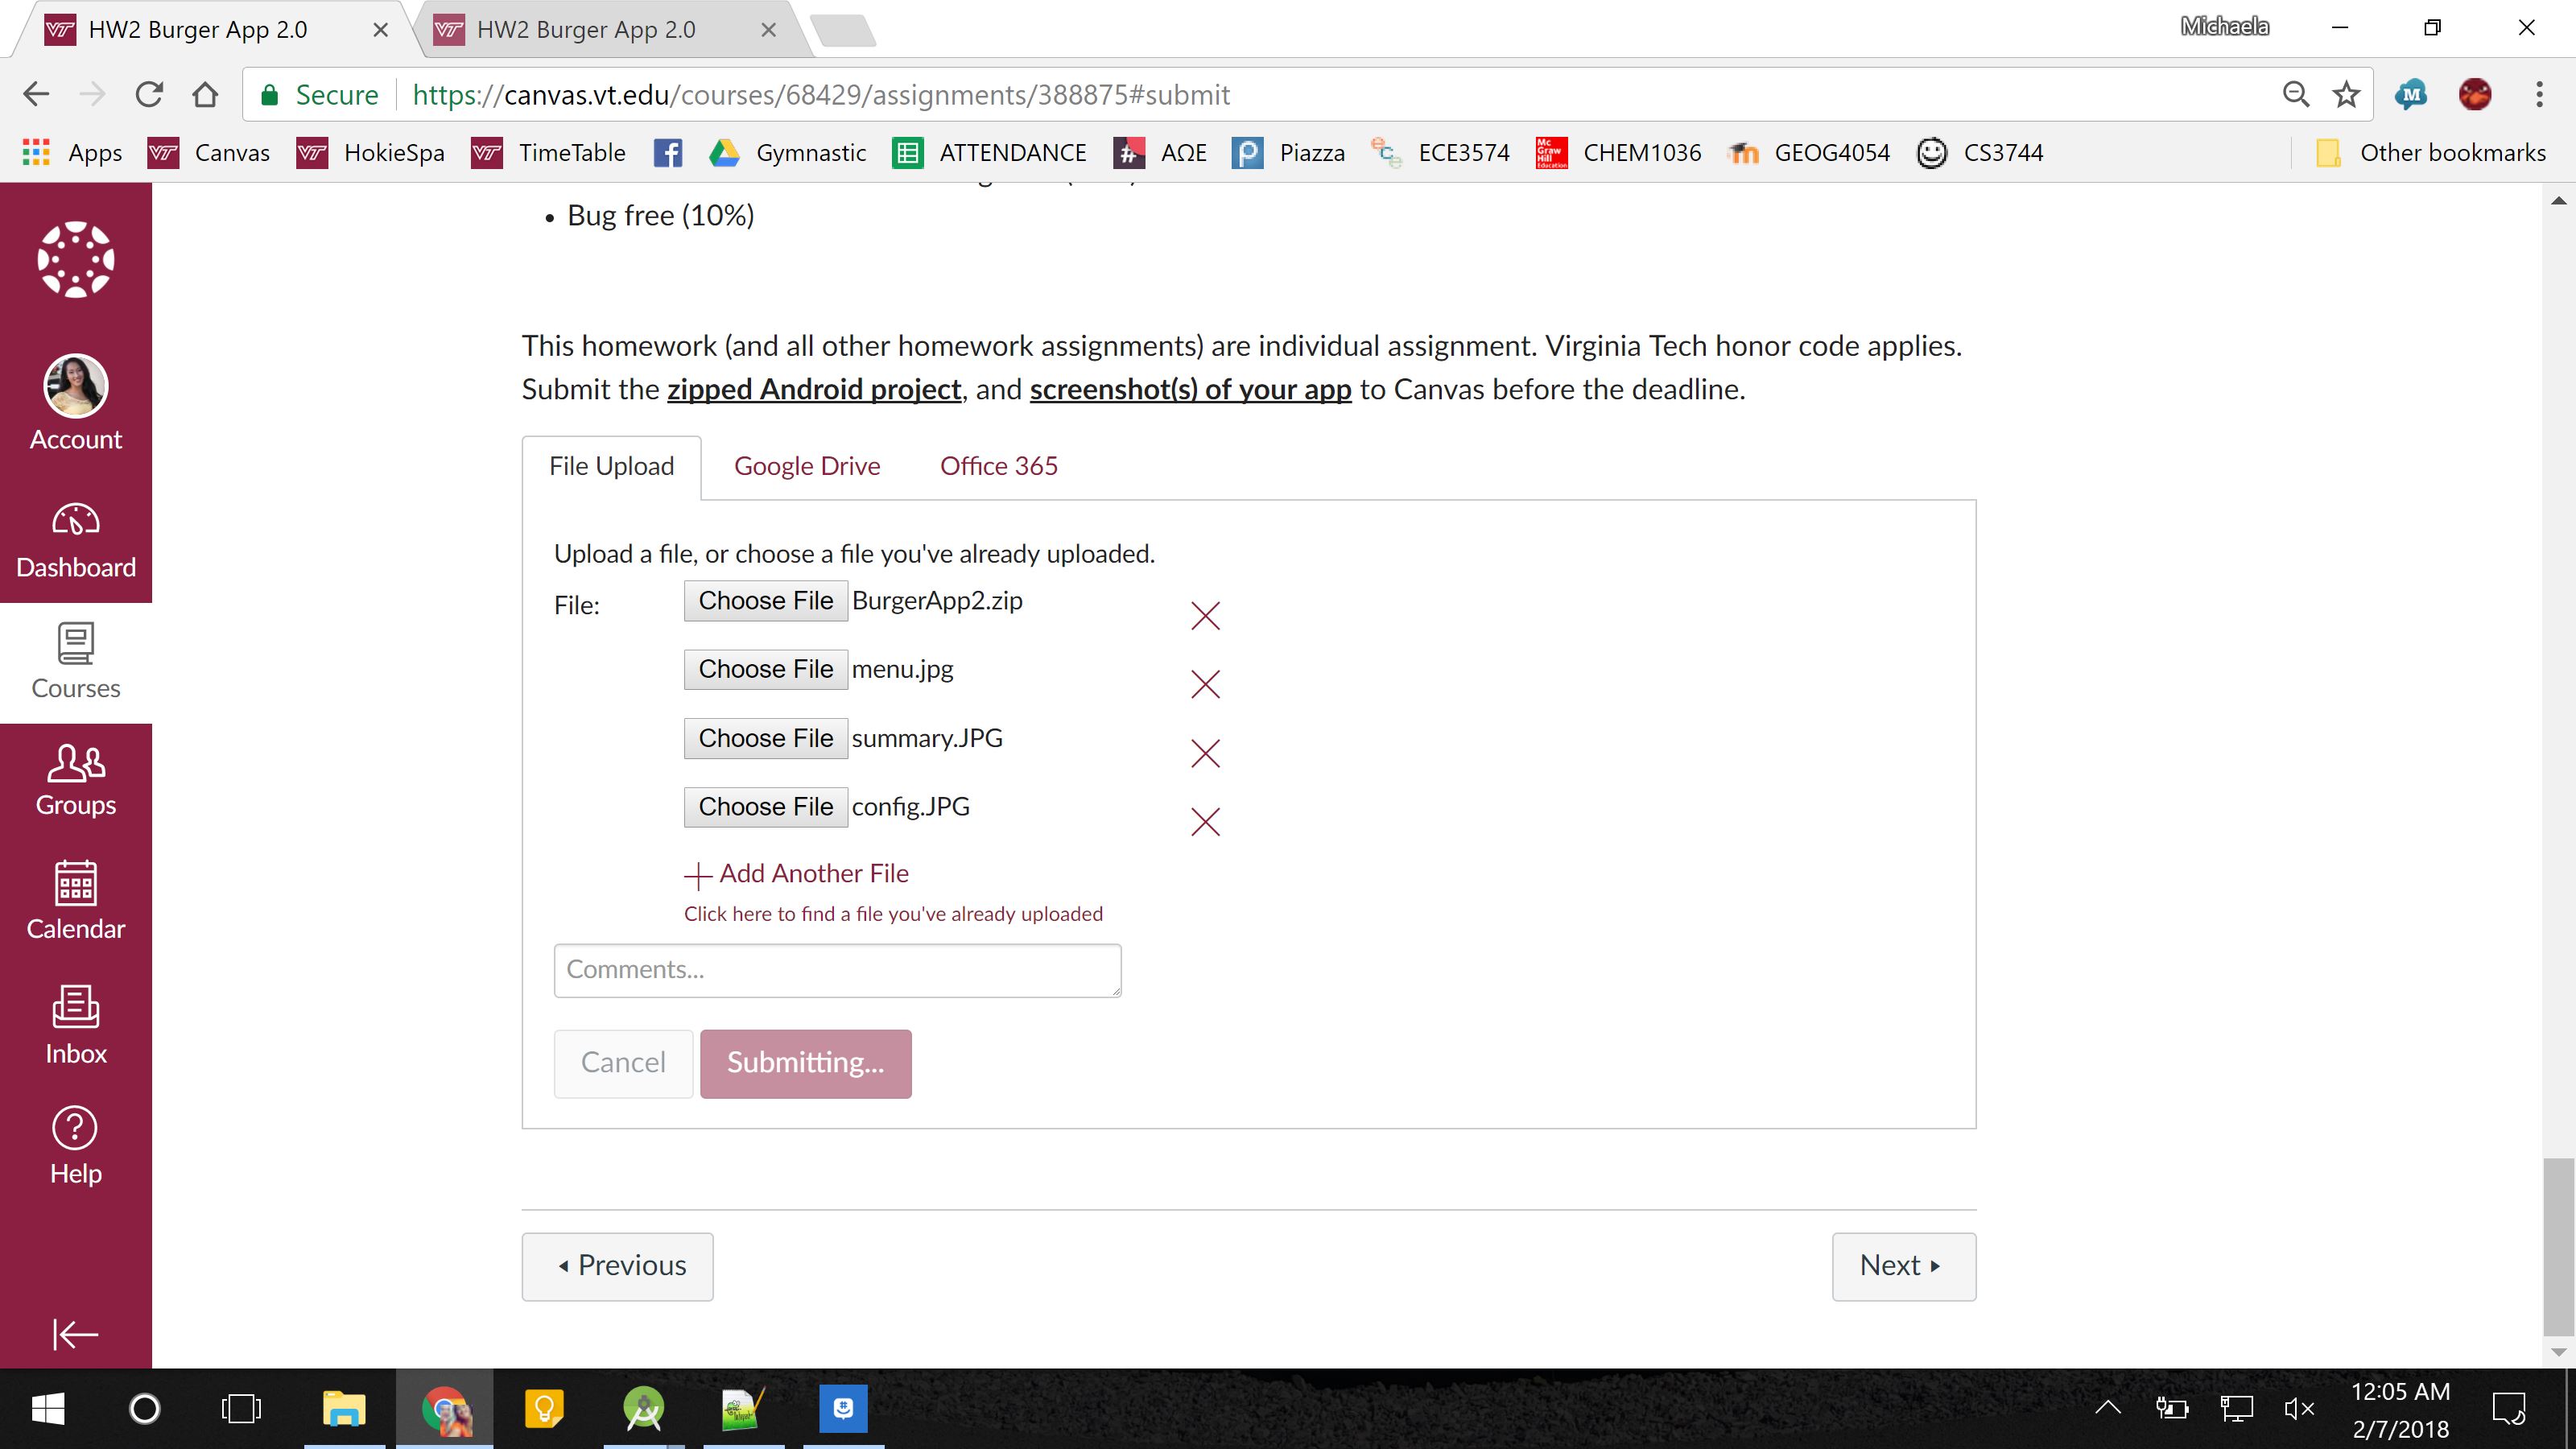 HW2 Burger App 2.0
HW2 Burger App 2.0
Michaela
Secure
https://canvas.vt.edu/courses/68429/assignments/388875#submit
Apps
Canvas
HokieSpa
TimeTable
Gymnastic
ATTENDANCE
ΑΩΕ
Piazza
ECE3574
Mc
Graw
Hill
Education
CHEM1036
GEOG4054
CS3744
Other bookmarks
• Bug free (10%)
This homework (and all other homework assignments) are individual assignment. Virginia Tech honor code applies.
Submit the zipped Android project, and screenshot(s) of your app to Canvas before the deadline.
File Upload
Google Drive
Office 365
Upload a file, or choose a file you've already uploaded.
File:
Choose File BurgerApp2.zip
Choose File menu.jpg
Choose File summary.JPG
Choose File config.JPG
Add Another File
Click here to find a file you've already uploaded
Comments...
Cancel
Submitting...
Previous
Next
Account
Dashboard
Courses
Groups
Calendar
Inbox
Help
12:05 AM
2/7/2018